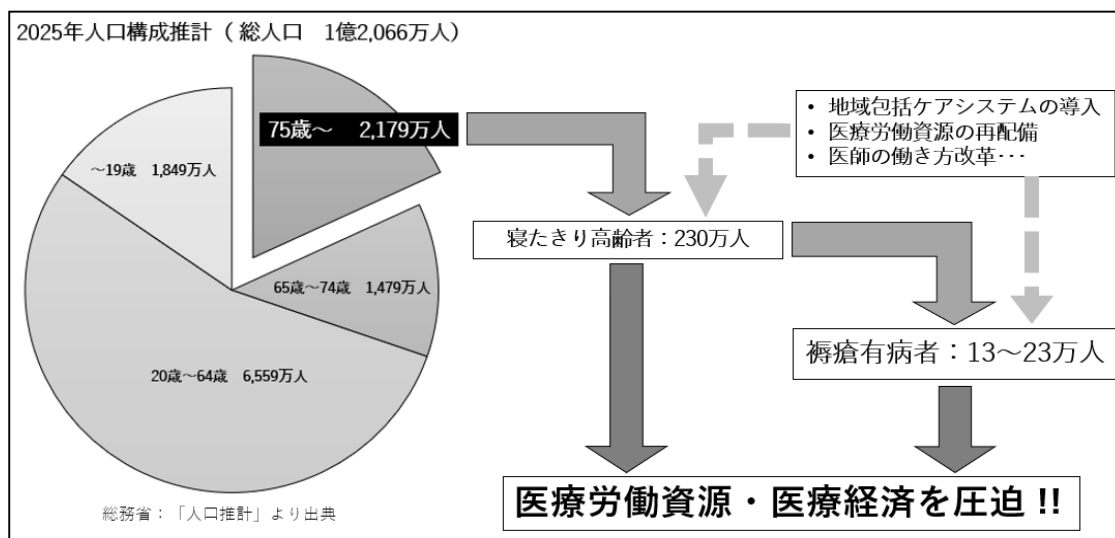 2025年人口構成推計（ 総人口　1億2,066万人）
75歳～　2,179万人
～19歳　1,849万人
65歳～74歳　1,479万人
20歳～64歳　6,559万人
総務省：「人口推計」より出典
• 地域包括ケアシステムの導入
• 医療労働資源の再配備
• 医師の働き方改革･･･
寝たきり高齢者：230万人
褥瘡有病者：13～23万人
医療労働資源・医療経済を圧迫 !!